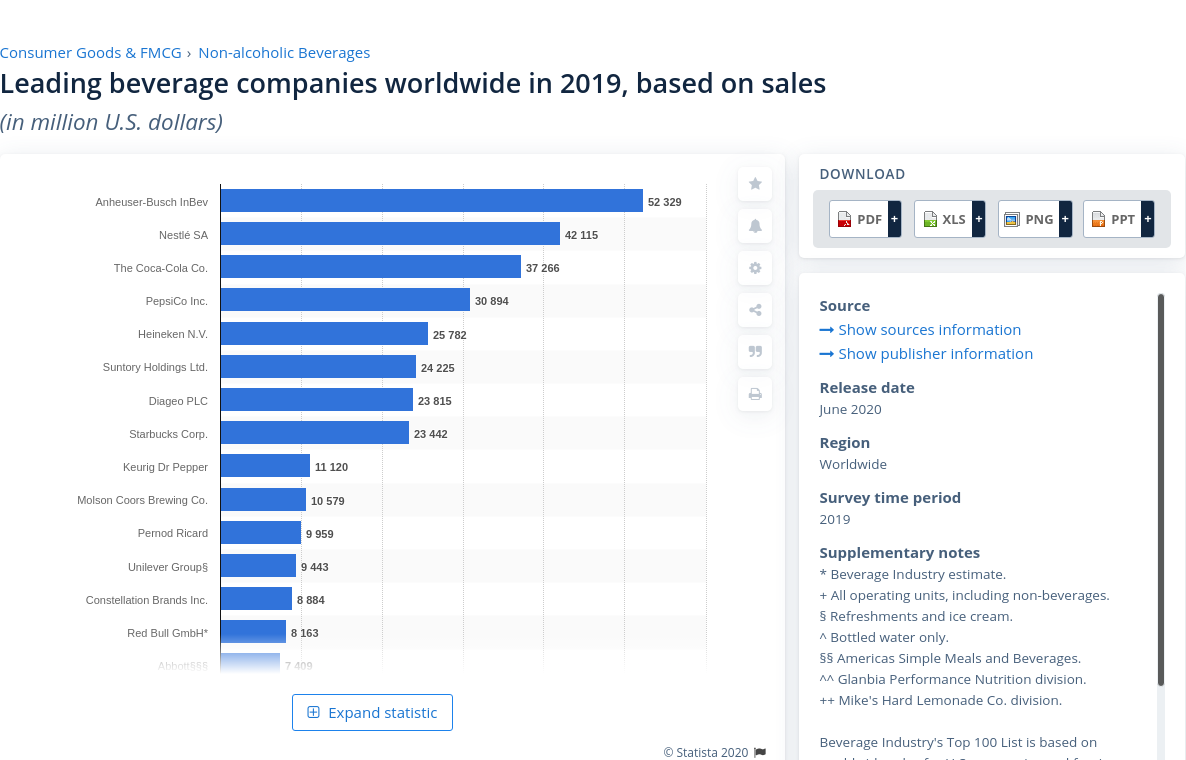 Consumer Goods & FMCG › Non-alcoholic Beverages
Leading beverage companies worldwide in 2019, based on sales
(in million U.S. dollars)
Anheuser-Busch InBev 52 329
Nestlé SA 42 115
The Coca-Cola Co. 37 266
PepsiCo Inc. 30 894
Heineken N.V. 25 782
Suntory Holdings Ltd. 24 225
Diageo PLC 23 815
Starbucks Corp. 23 442
Keurig Dr Pepper 11 120
Molson Coors Brewing Co. 10 579
Pernod Ricard 9 959
Unilever Group§ 9 443
Constellation Brands Inc. 8 884
Red Bull GmbH* 8 163
Abbott§§§ 7 409
Expand statistic
© Statista 2020
DOWNLOAD
PDF + XLS + PNG + PPT +
Source
Show sources information
Show publisher information
Release date
June 2020
Region
Worldwide
Survey time period
2019
Supplementary notes
* Beverage Industry estimate.
+ All operating units, including non-beverages.
§ Refreshments and ice cream.
^ Bottled water only.
§§ Americas Simple Meals and Beverages.
^^ Glanbia Performance Nutrition division.
++ Mike's Hard Lemonade Co. division.
Beverage Industry's Top 100 List is based on